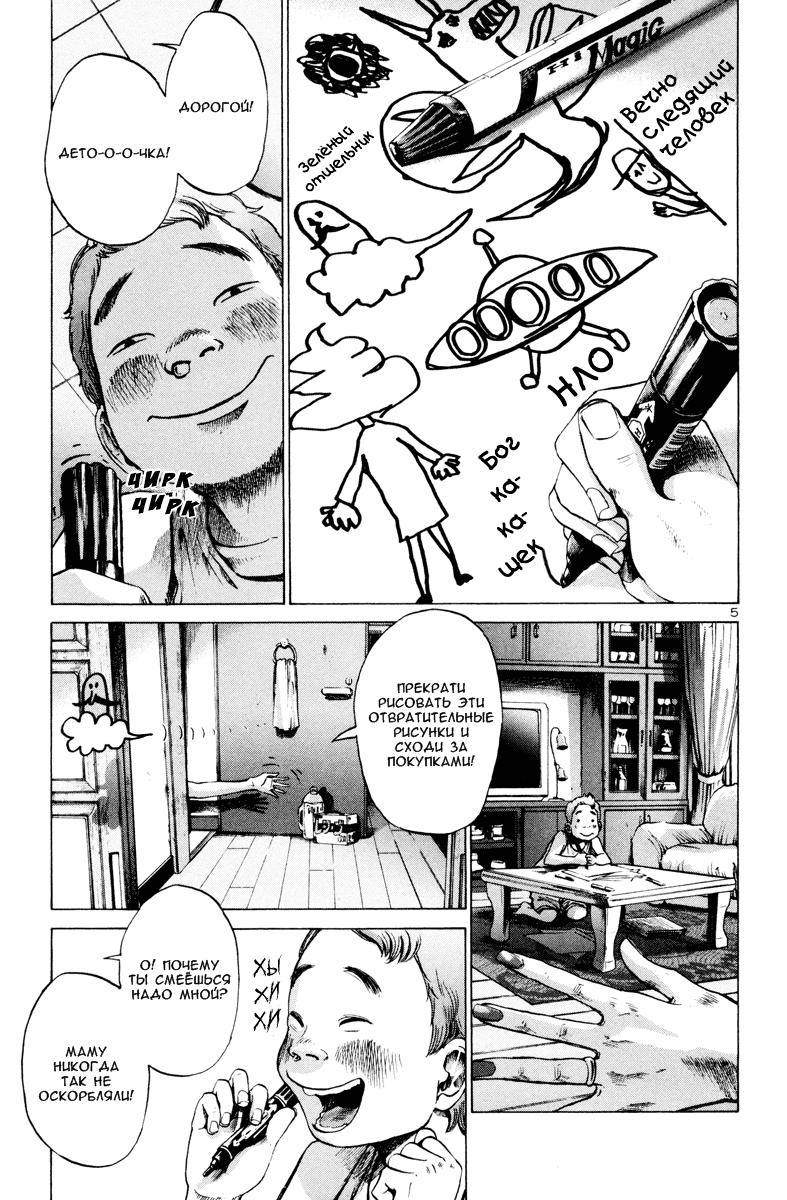 ДОРОГОЙ!
ДЕТО-О-О-ЧКА!
ЧИРК
ЧИРК
HI
Magic
Зелёный
отшельник
Вечно
следящий
человек
НЛО
Бог
ка-
ка-
шек
5
ПРЕКРАТИ
РИСОВАТЬ ЭТИ
ОТВРАТИТЕЛЬНЫЕ
РИСУНКИ И
СХОДИ ЗА
ПОКУПКАМИ!
О! ПОЧЕМУ
ТЫ СМЕЁШЬСЯ
НАДО МНОЙ?
МАМУ
НИКОГДА
ТАК НЕ
ОСКОРБЛЯЛИ!
ХЫ
ХИ
ХИ